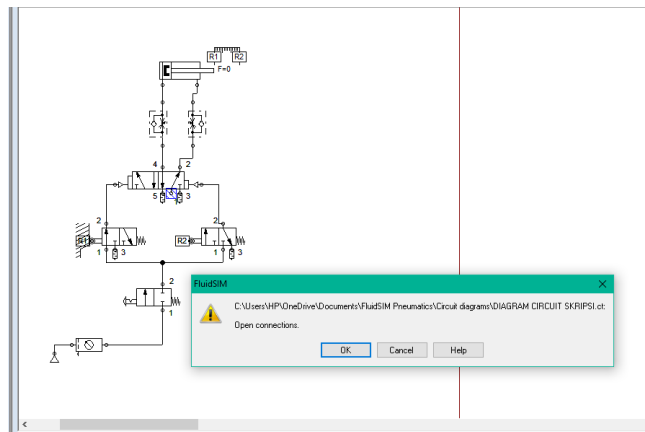 R1 R2
F=0
4 2
5 3
2
2
R2
1 3
1 3
2
1
FluidSIM
C:\Users\HP\OneDrive\Documents\FluidSIM Pneumatics\Circuit diagrams\DIAGRAM CIRCUIT SKRIPSI.ct:
Open connections.
OK Cancel Help